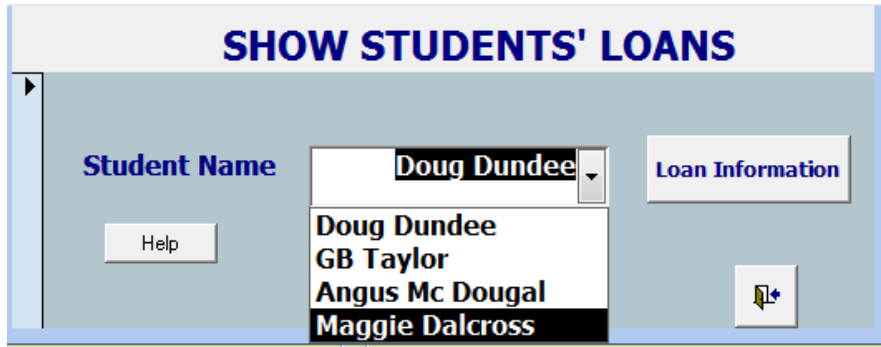 SHOW STUDENTS' LOANS
Student Name
Doug Dundee
Loan Information
Help
Doug Dundee
GB Taylor
Angus Mc Dougal
Maggie Dalcross